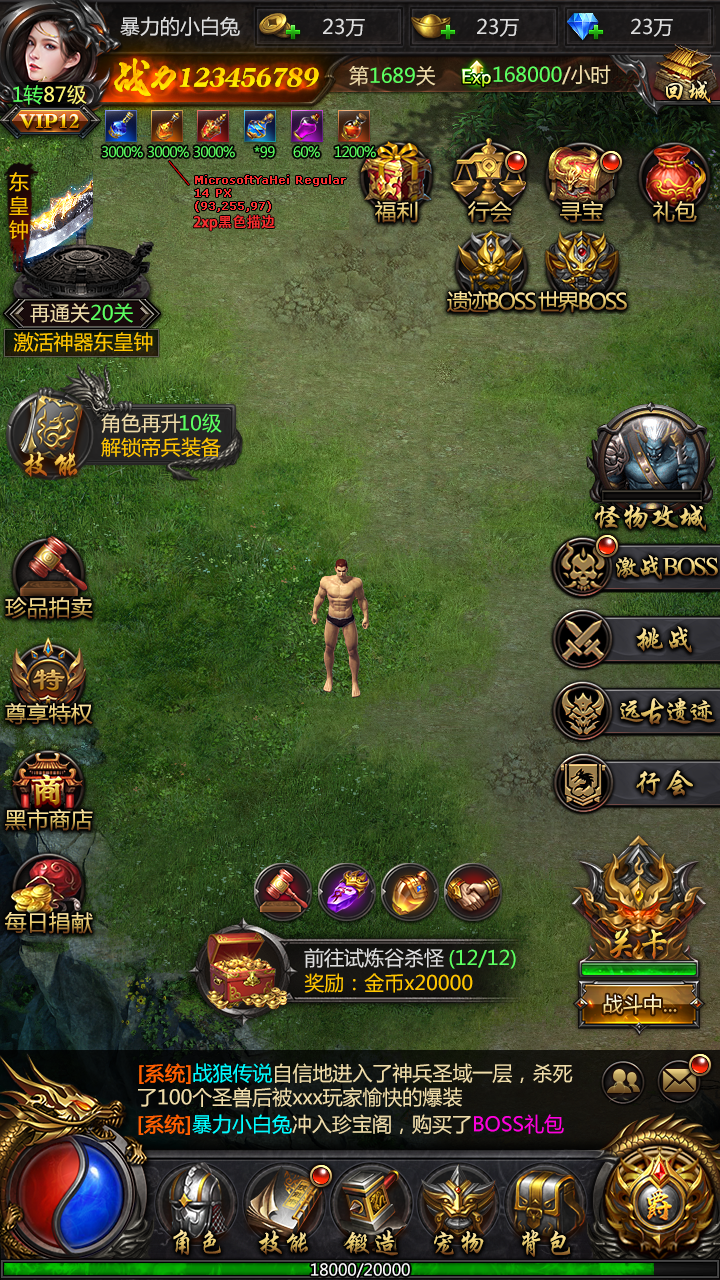 暴力的小白兔
23万
23万
23万
战力123456789
第1689关
Exp168000/小时
回城
1转87级
VIP12
3000%
3000%
3000%
*99
60%
1200%
MicrosoftYaHei Regular
14 PX
(93,255,97)
2xp黑色描边
福利
行会
寻宝
礼包
东皇钟
遗迹BOSS
世界BOSS
再通关20关
激活神器东皇钟
角色再升10级
解锁帝兵装备
技能
怪物攻城
激战BOSS
珍品拍卖
挑战
特
尊享特权
远古遗迹
商
黑市商店
行会
每日捐献
关卡
前往试炼谷杀怪 (12/12)
奖励：金币x20000
战斗中...
[系统]战狼传说自信地进入了神兵圣域一层，杀死
了100个圣兽后被xxx玩家愉快的爆装
[系统]暴力小白兔冲入珍宝阁，购买了BOSS礼包
角色
技能
锻造
宠物
背包
爵
18000/20000